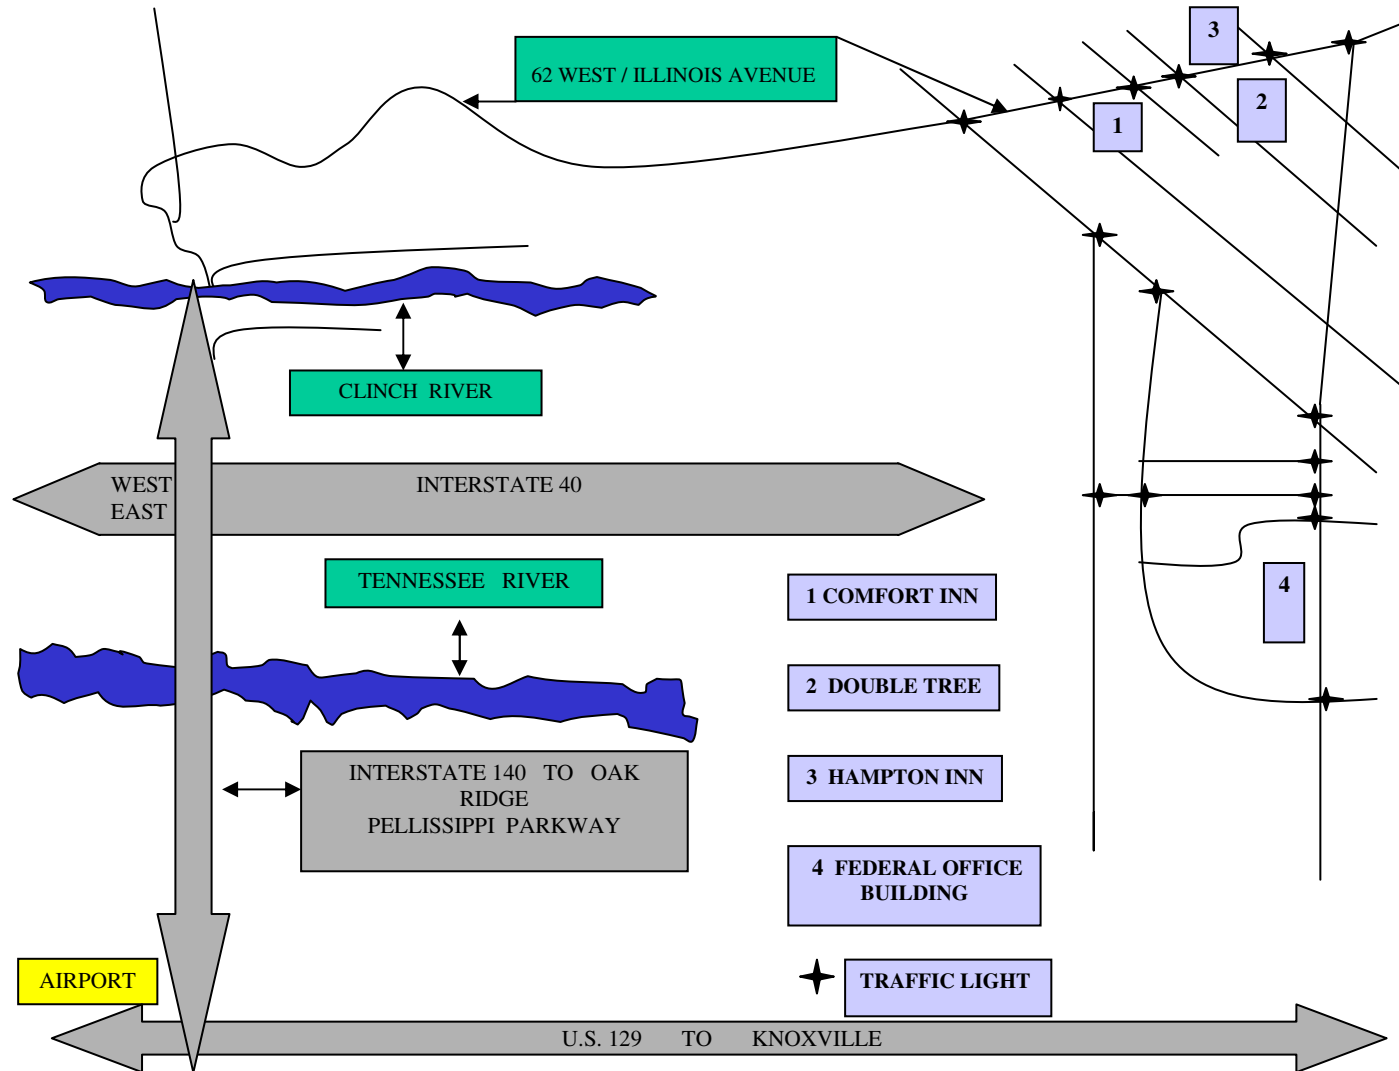 3
62 WEST / ILLINOIS AVENUE
2
1
CLINCH RIVER
WEST
EAST
INTERSTATE 40
TENNESSEE RIVER
1 COMFORT INN
4
2 DOUBLE TREE
INTERSTATE 140 TO OAK
RIDGE
PELLISSIPPI PARKWAY
3 HAMPTON INN
4 FEDERAL OFFICE
BUILDING
AIRPORT
TRAFFIC LIGHT
U.S. 129 TO KNOXVILLE